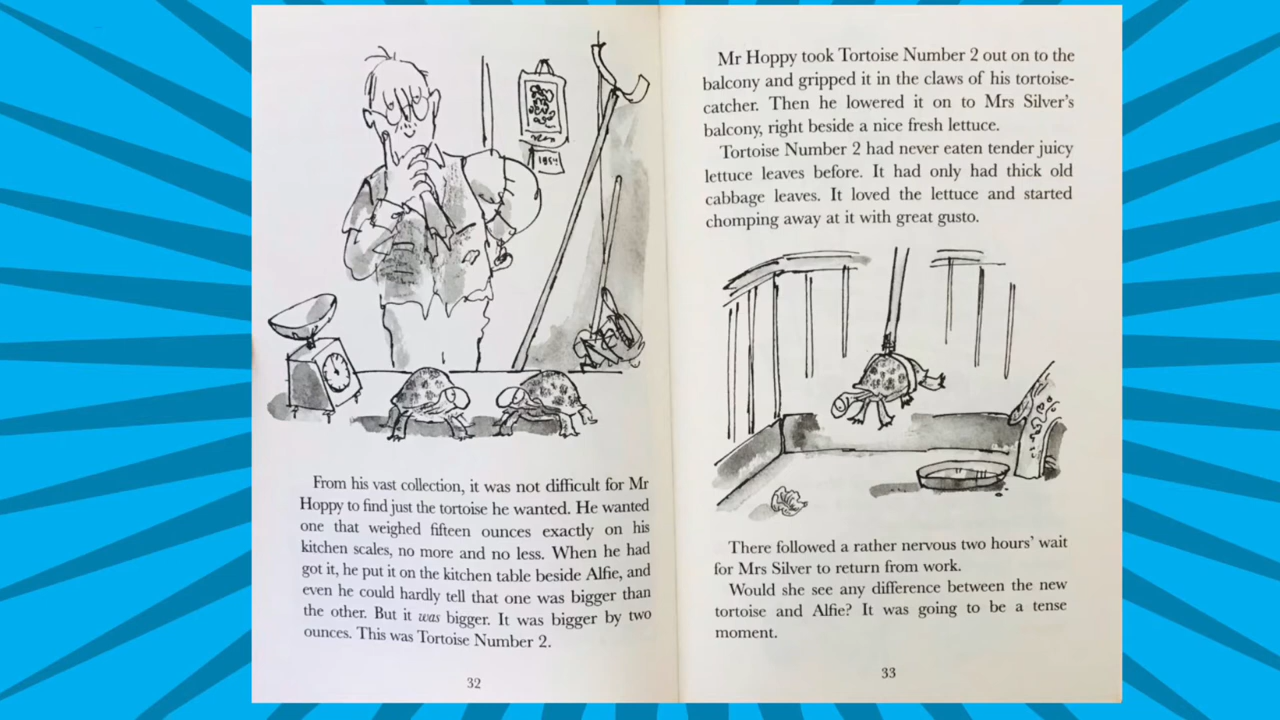 1954
From his vast collection, it was not difficult for Mr
Hoppy to find just the tortoise he wanted. He wanted
one that weighed fifteen ounces exactly on his
kitchen scales, no more and no less. When he had
got it, he put it on the kitchen table beside Alfie, and
even he could hardly tell that one was bigger than
the other. But it was bigger. It was bigger by two
ounces. This was Tortoise Number 2.
32
Mr Hoppy took Tortoise Number 2 out on to the
balcony and gripped it in the claws of his tortoise-
catcher. Then he lowered it on to Mrs Silver’s
balcony, right beside a nice fresh lettuce.
Tortoise Number 2 had never eaten tender juicy
lettuce leaves before. It had only had thick old
cabbage leaves. It loved the lettuce and started
chomping away at it with great gusto.
There followed a rather nervous two hours’ wait
for Mrs Silver to return from work.
Would she see any difference between the new
tortoise and Alfie? It was going to be a tense
moment.
33